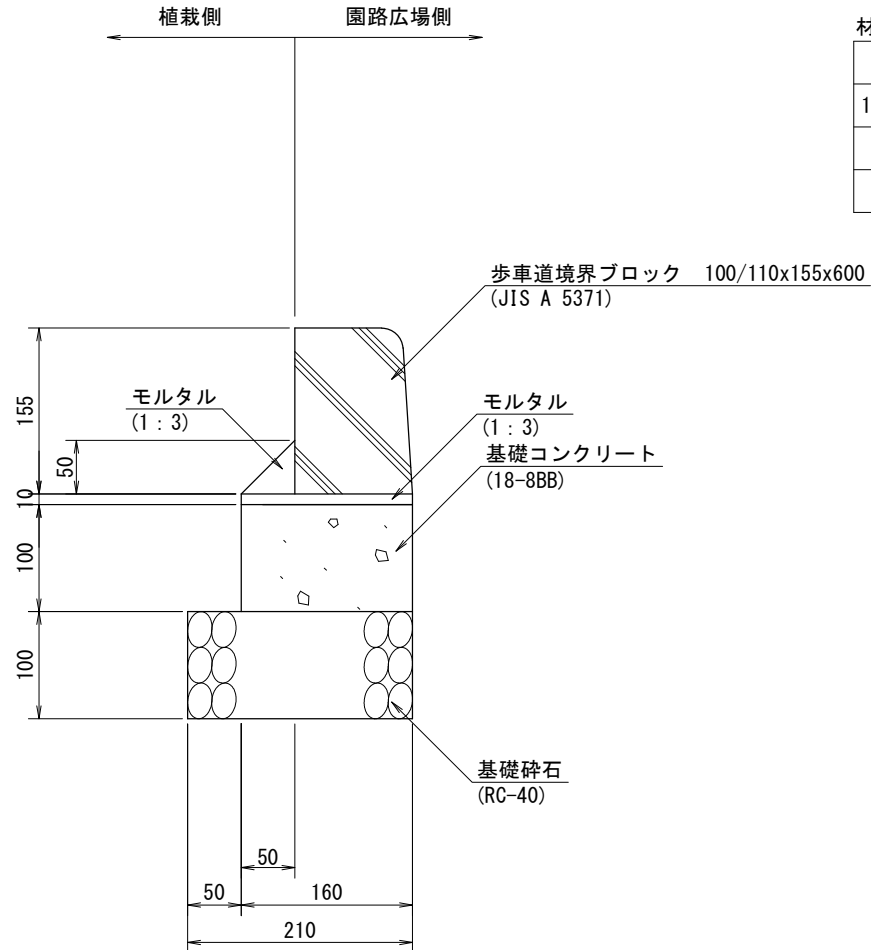 植栽側 園路広場側
材
1
歩車道境界ブロック 100/110x155x600
(JIS A 5371)
モルタル
(1 : 3)
モルタル
(1 : 3)
基礎コンクリート
(18-8BB)
155
50
10
100
100
基礎砕石
(RC-40)
50
50 160
210